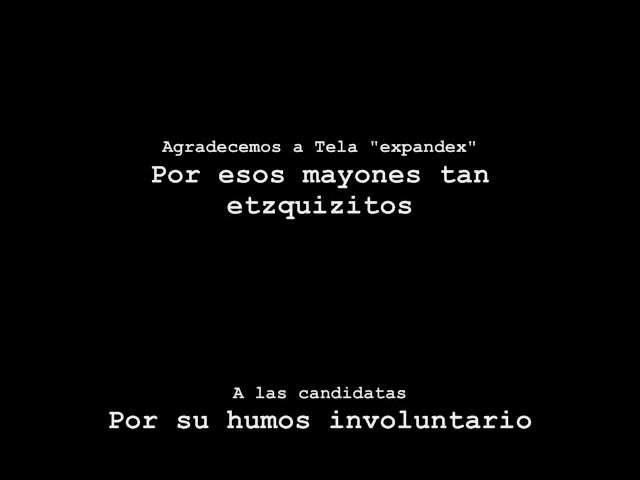 Agradecemos a Tela "expandex"
Por esos mayones tan
etzquizitos
A las candidatas
Por su humos involuntario